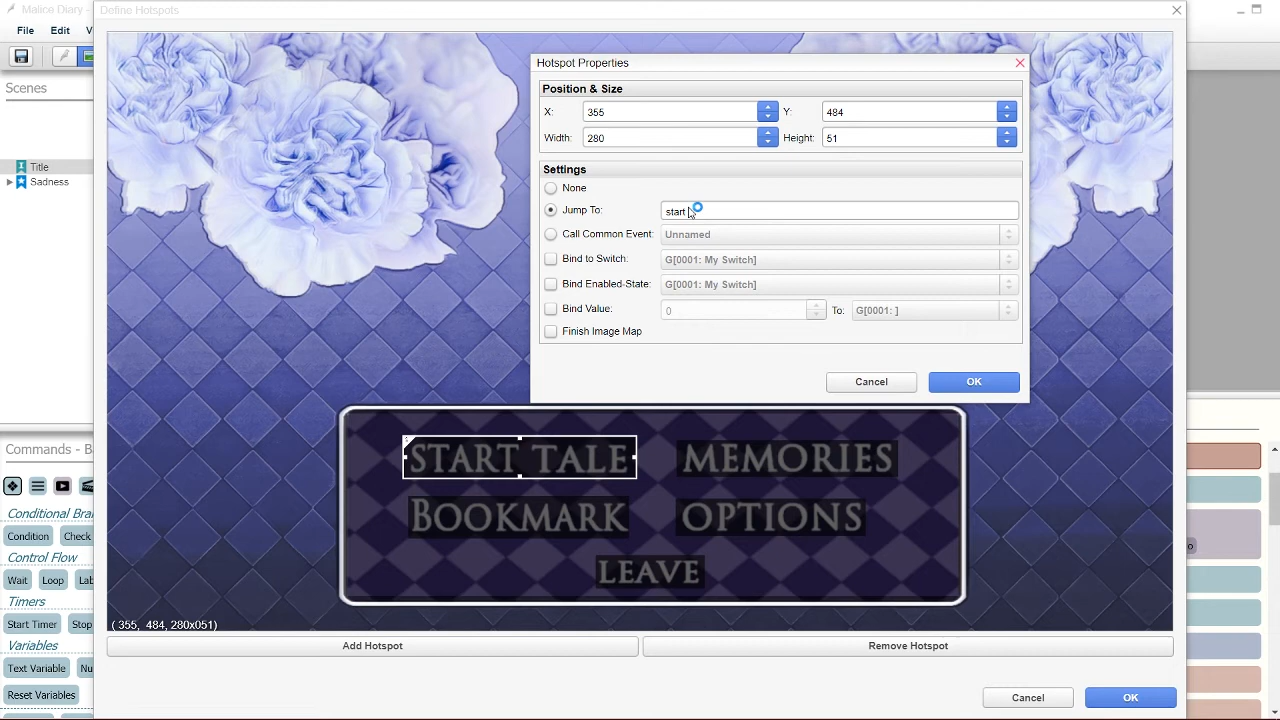 Malice Diary -
Define Hotspots
File Edit V
Scenes
Title
Sadness
Hotspot Properties
Position & Size
X: 355 Y: 484
Width: 280 Height: 51
Settings
None
Jump To: start
Call Common Event: Unnamed
Bind to Switch: G[0001: My Switch]
Bind Enabled-State: G[0001: My Switch]
Bind Value: 0 To: G[0001: ]
Finish Image Map
Cancel OK
START TALE MEMORIES
BOOKMARK OPTIONS
LEAVE
( 355, 484, 280x051)
Add Hotspot Remove Hotspot
Cancel OK
Commands - Ba
Conditional Bra
Condition Check
Control Flow
Wait Loop Lab
Timers
Start Timer Stop
Variables
Text Variable Nu
Reset Variables
o